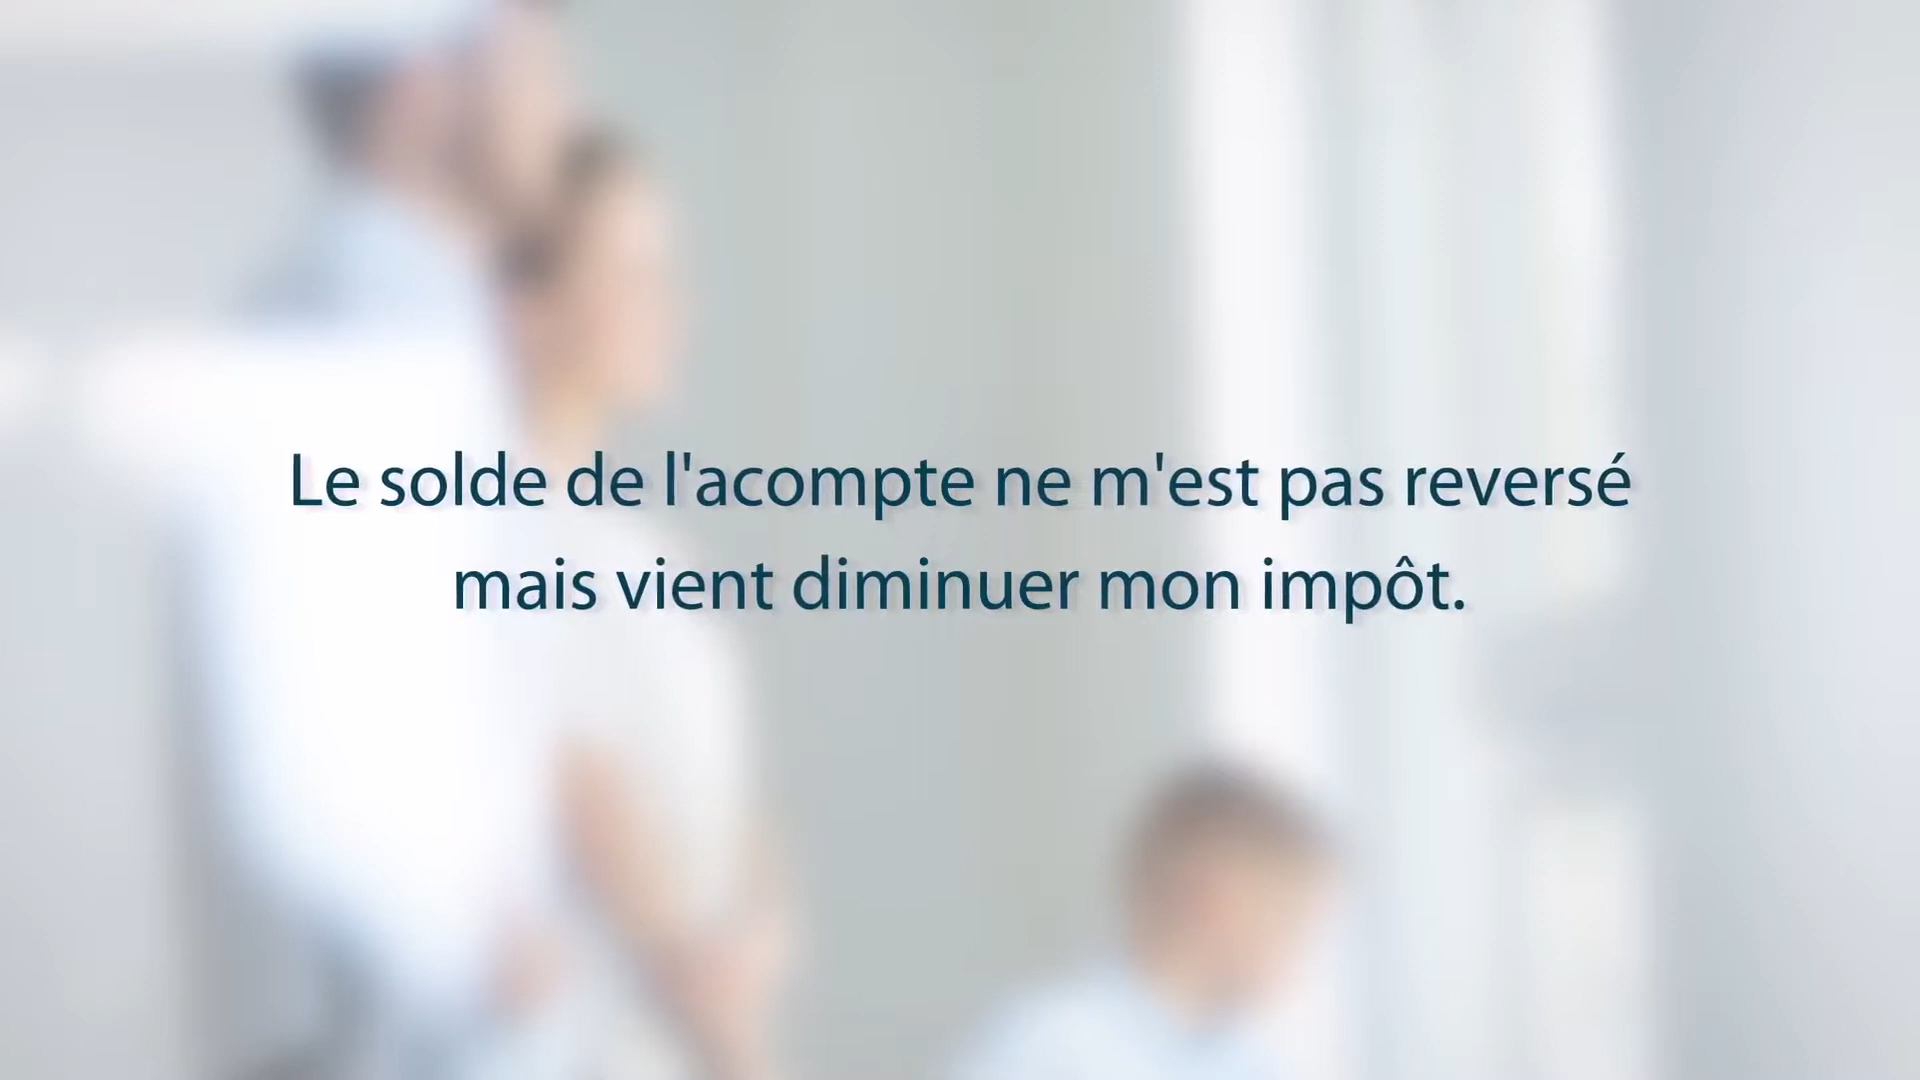 Le solde de l'acompte ne m'est pas reversé
mais vient diminuer mon impôt.